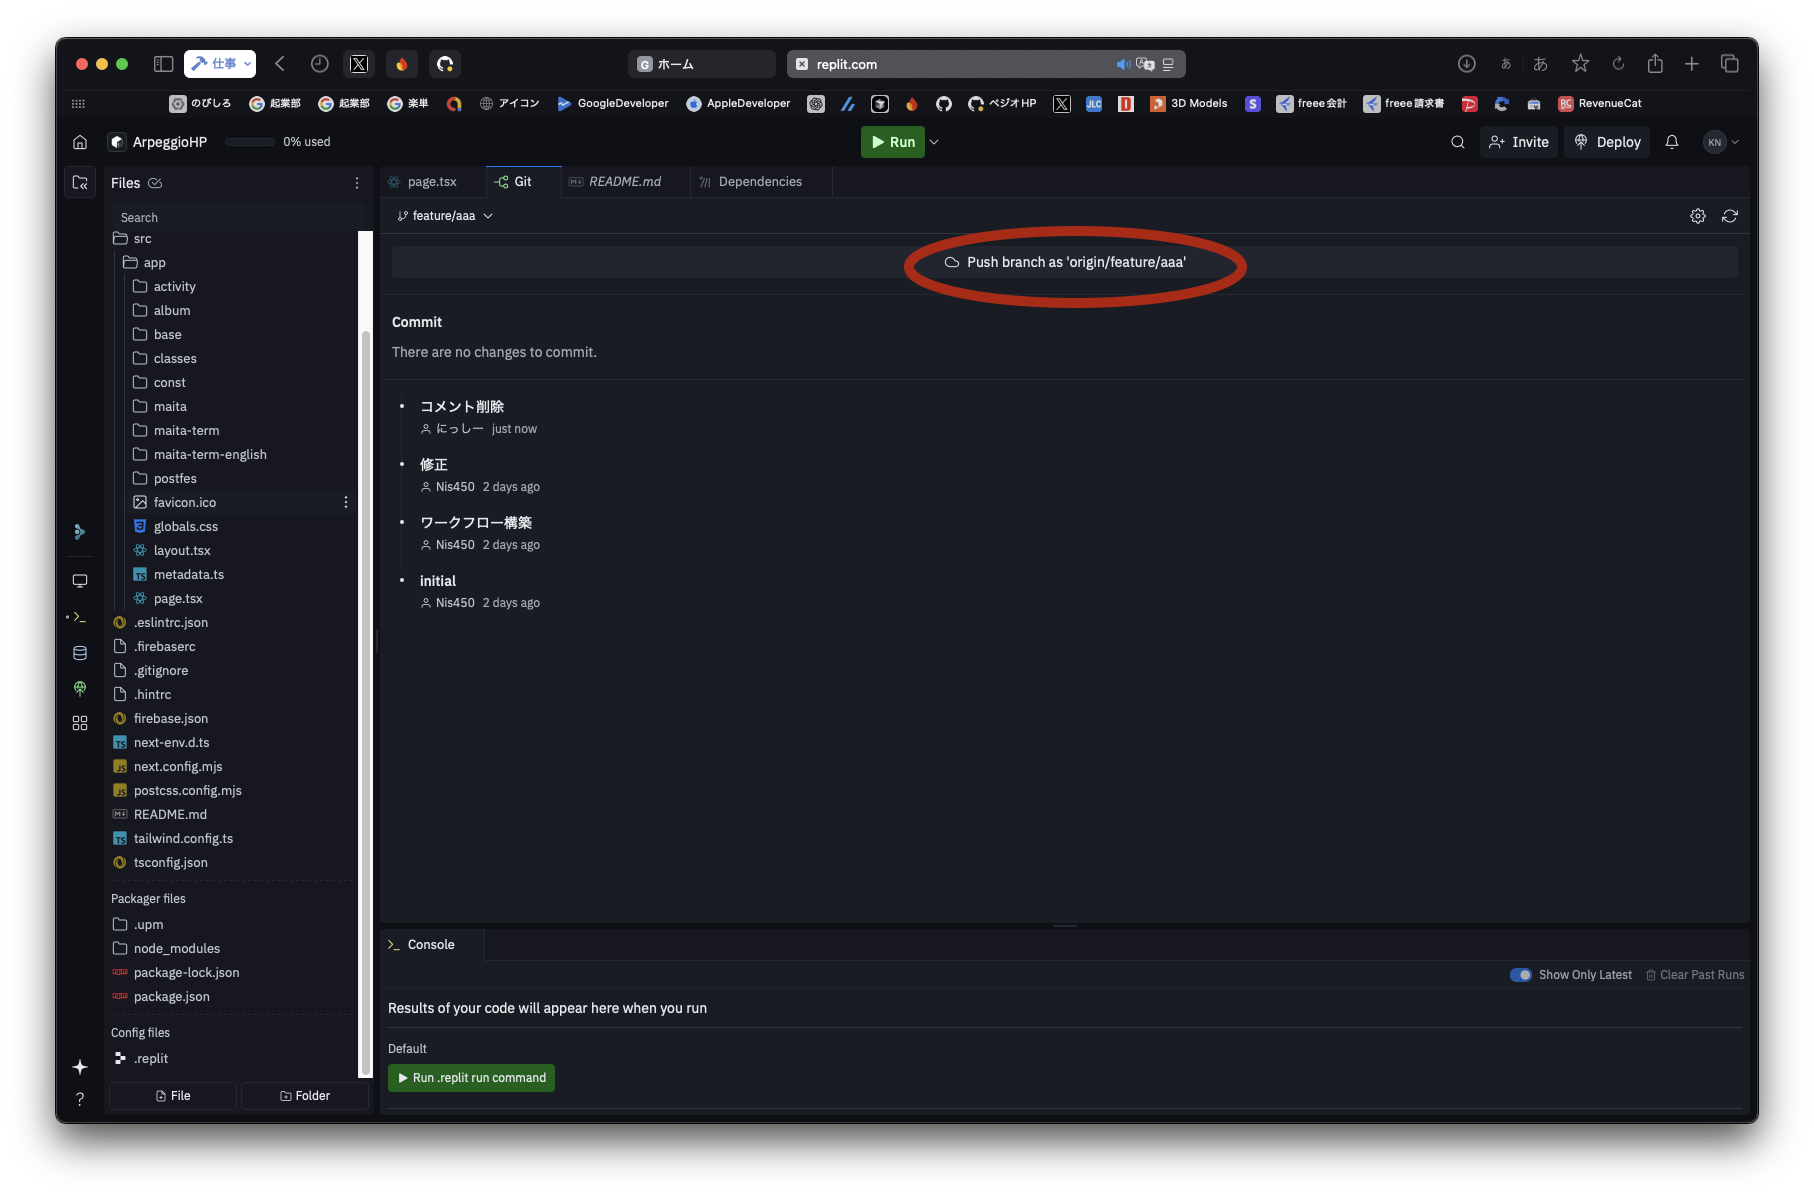 仕事
ホーム
replit.com
あ
あ
のびしろ
起業部
起業部
楽単
アイコン
GoogleDeveloper
AppleDeveloper
ペジオHP
JLC
3D Models
S
freee会計
freee請求書
RevenueCat
ArpeggioHP
0% used
Run
Invite
Deploy
KN
Files
page.tsx
Git
README.md
Dependencies
Search
feature/aaa
Push branch as 'origin/feature/aaa'
src
app
activity
album
base
classes
const
maita
maita-term
maita-term-english
postfes
favicon.ico
globals.css
layout.tsx
metadata.ts
page.tsx
.eslintrc.json
.firebaserc
.gitignore
.hintrc
firebase.json
next-env.d.ts
next.config.mjs
postcss.config.mjs
README.md
tailwind.config.ts
tsconfig.json
Packager files
.upm
node_modules
package-lock.json
package.json
Config files
.replit
File
Folder
Commit
There are no changes to commit.
コメント削除
にっしー just now
修正
Nis450 2 days ago
ワークフロー構築
Nis450 2 days ago
initial
Nis450 2 days ago
Console
Show Only Latest
Clear Past Runs
Results of your code will appear here when you run
Default
Run .replit run command